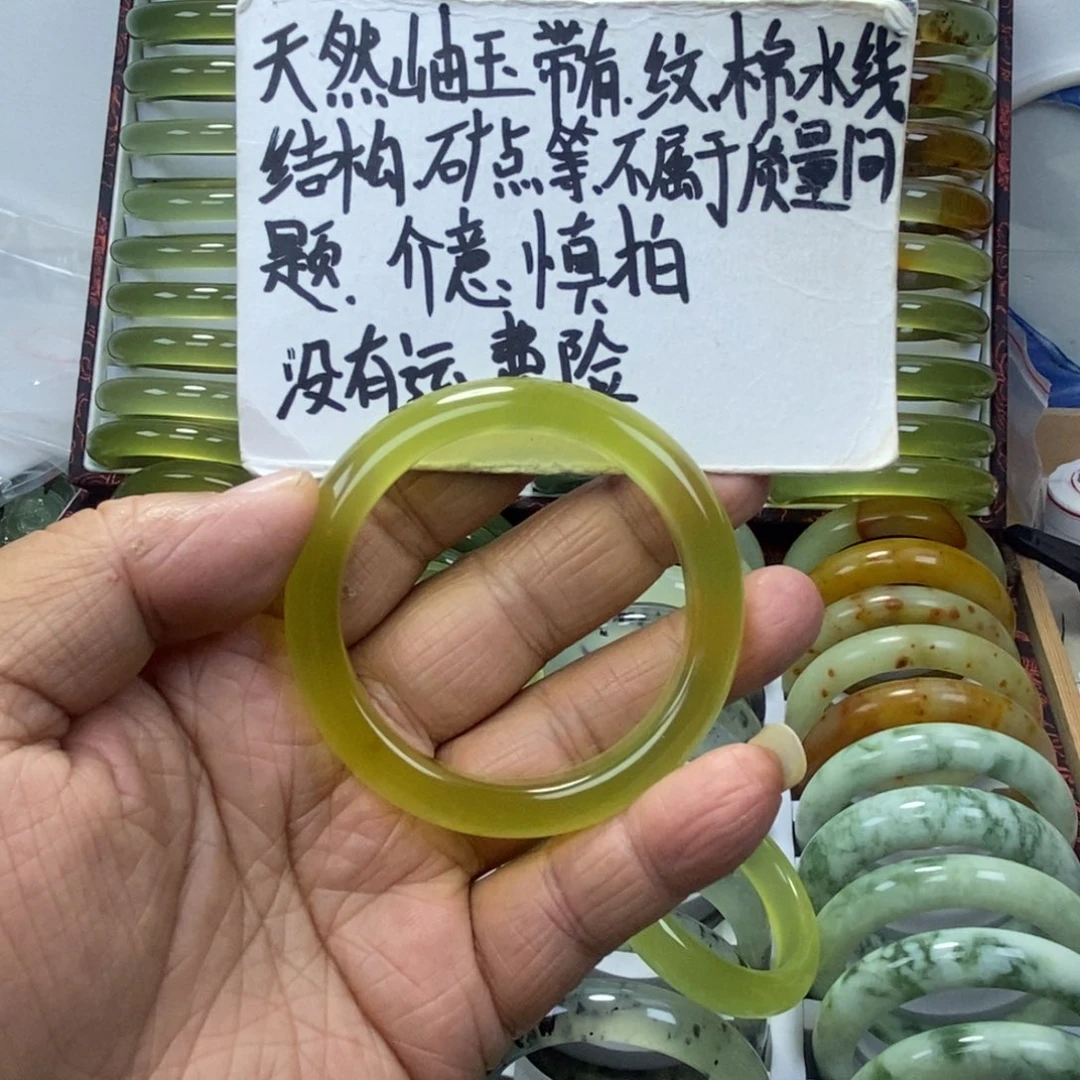 天然岫玉带有.纹.棉.水线
结构.矿点等.不属于质量问
题.介意.慎拍
没有运费险